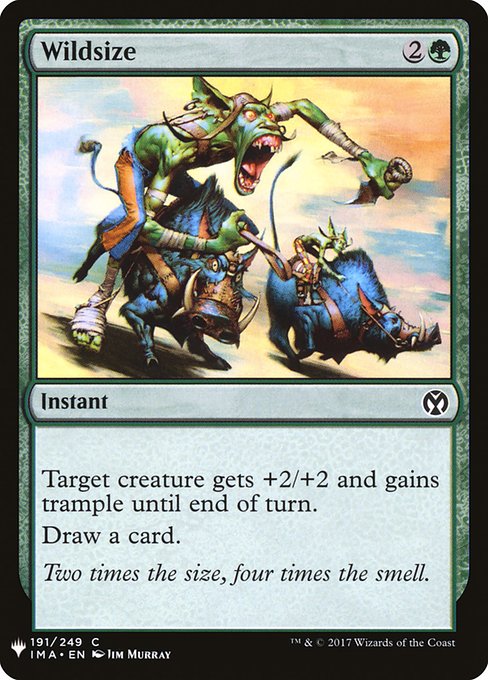 Wildsize 2
Instant
Target creature gets +2/+2 and gains
trample until end of turn.
Draw a card.
Two times the size, four times the smell.
191/249 C
IMA • EN Jim Murray
™ & © 2017 Wizards of the Coast